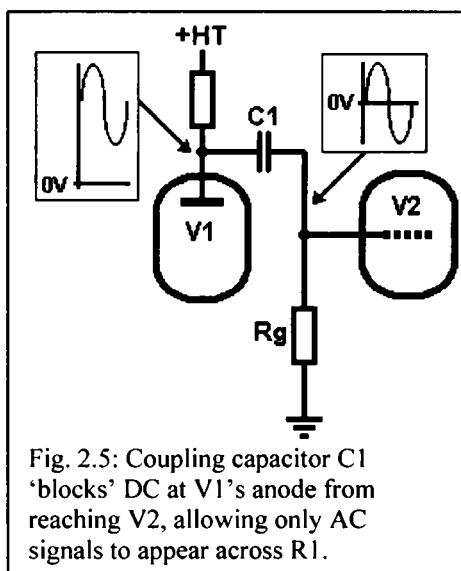 +HT
0V
C1
0V
V1
V2
Rg
Fig. 2.5: Coupling capacitor C1
'blocks' DC at V1's anode from
reaching V2, allowing only AC
signals to appear across R1.